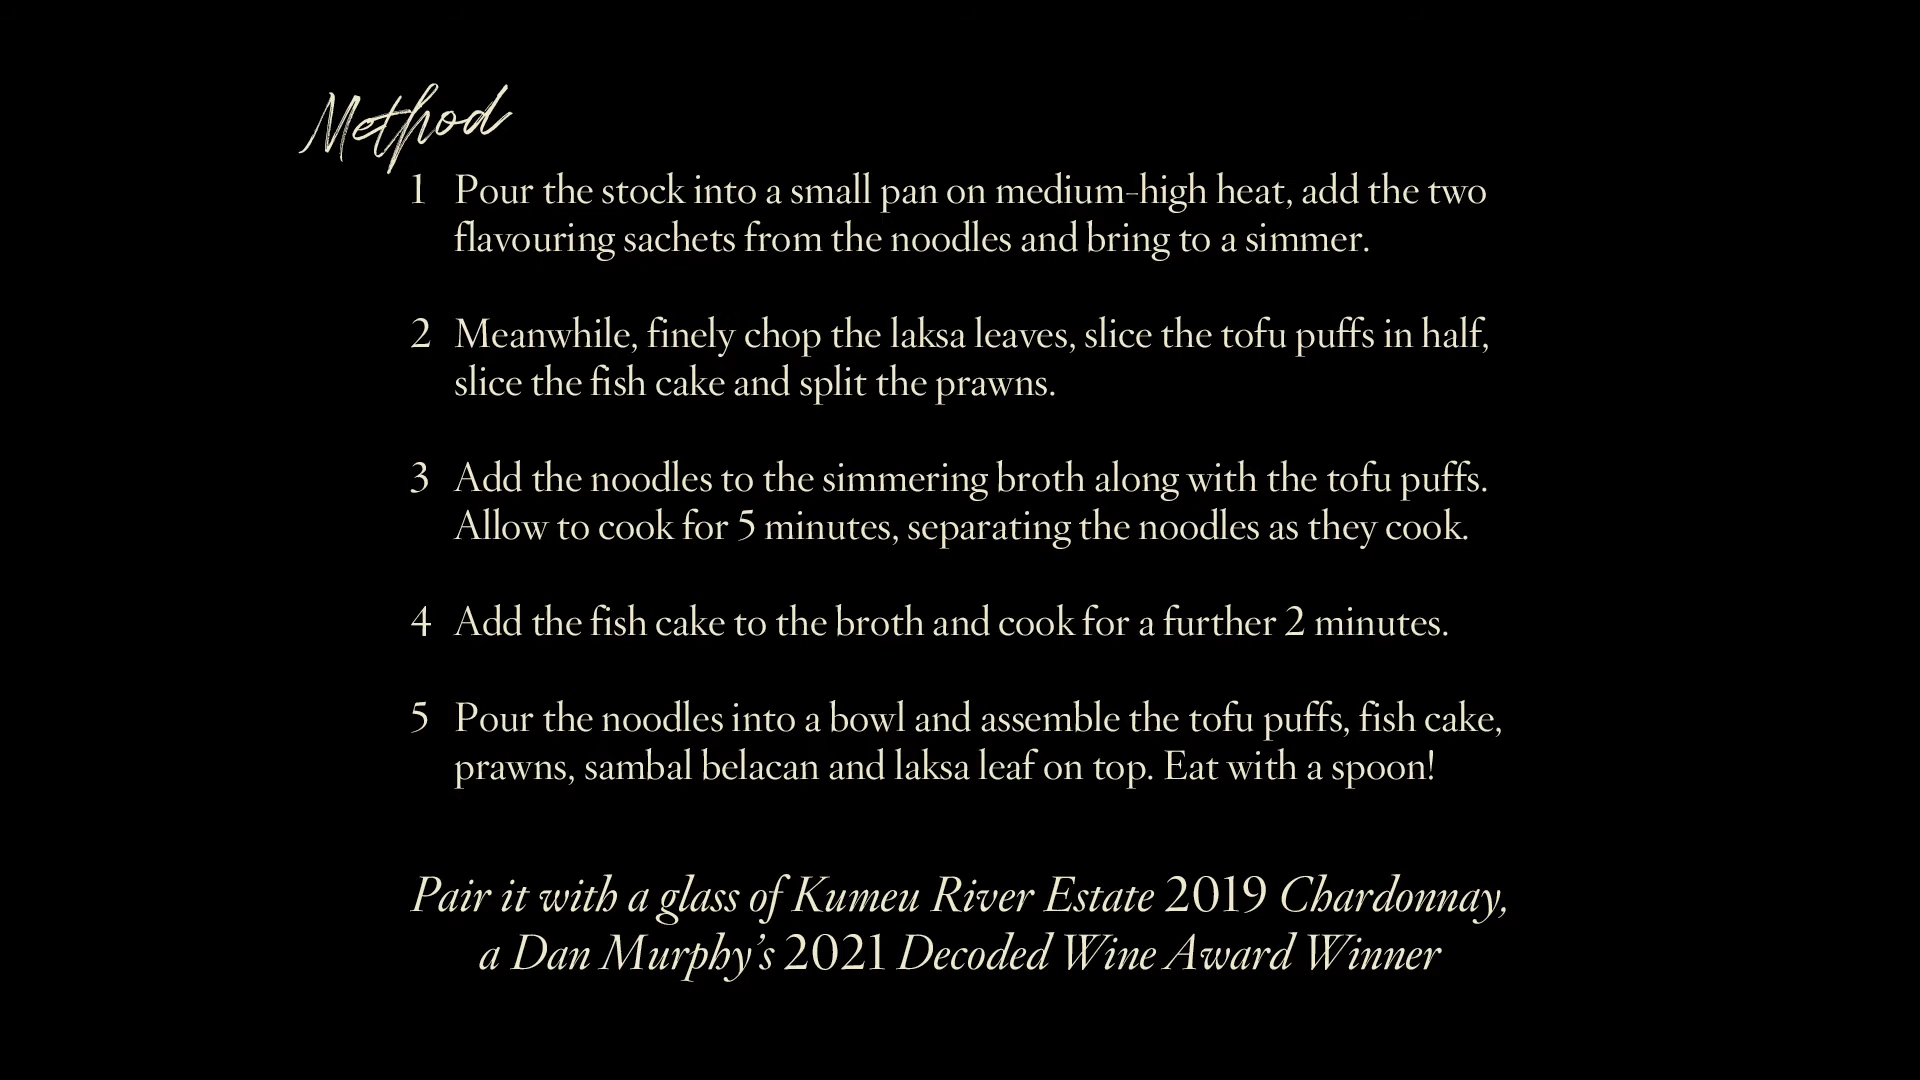 Method
1 Pour the stock into a small pan on medium-high heat, add the two
flavouring sachets from the noodles and bring to a simmer.
2 Meanwhile, finely chop the laksa leaves, slice the tofu puffs in half,
slice the fish cake and split the prawns.
3 Add the noodles to the simmering broth along with the tofu puffs.
Allow to cook for 5 minutes, separating the noodles as they cook.
4 Add the fish cake to the broth and cook for a further 2 minutes.
5 Pour the noodles into a bowl and assemble the tofu puffs, fish cake,
prawns, sambal belacan and laksa leaf on top. Eat with a spoon!
Pair it with a glass of Kumeu River Estate 2019 Chardonnay,
a Dan Murphy's 2021 Decoded Wine Award Winner